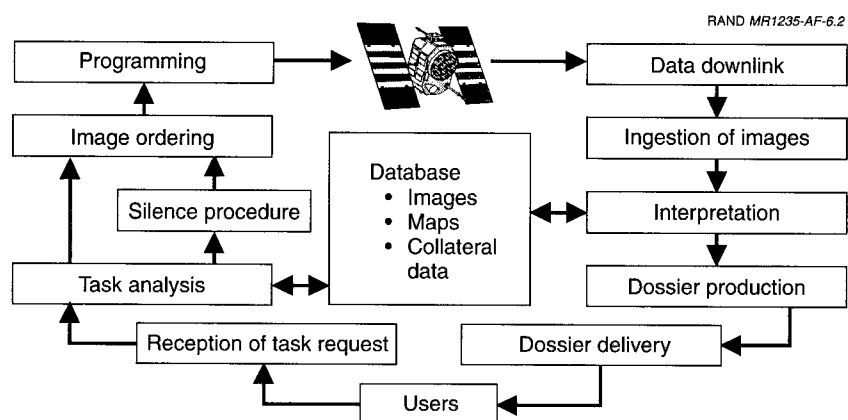 RAND MR1235-AF-6.2
Programming
Data downlink
Image ordering
Ingestion of images
Database
• Images
• Maps
• Collateral
data
Silence procedure
Interpretation
Task analysis
Dossier production
Reception of task request
Dossier delivery
Users